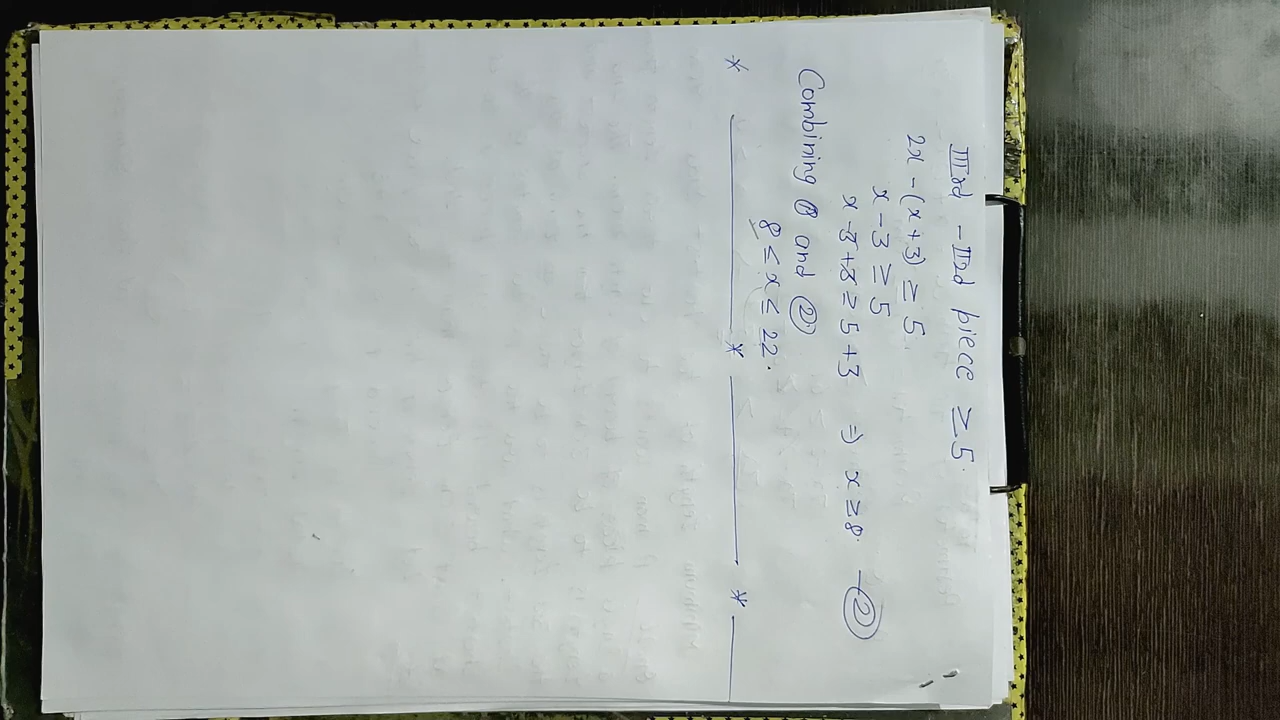 IIIrd - IInd piece ≥ 5.
2x - (x + 3) ≥ 5.
x - 3 ≥ 5
x - 3 + 3 ≥ 5 + 3 ⇒ x ≥ 8. - ②
Combining ① and ②
8 ≤ x ≤ 22.